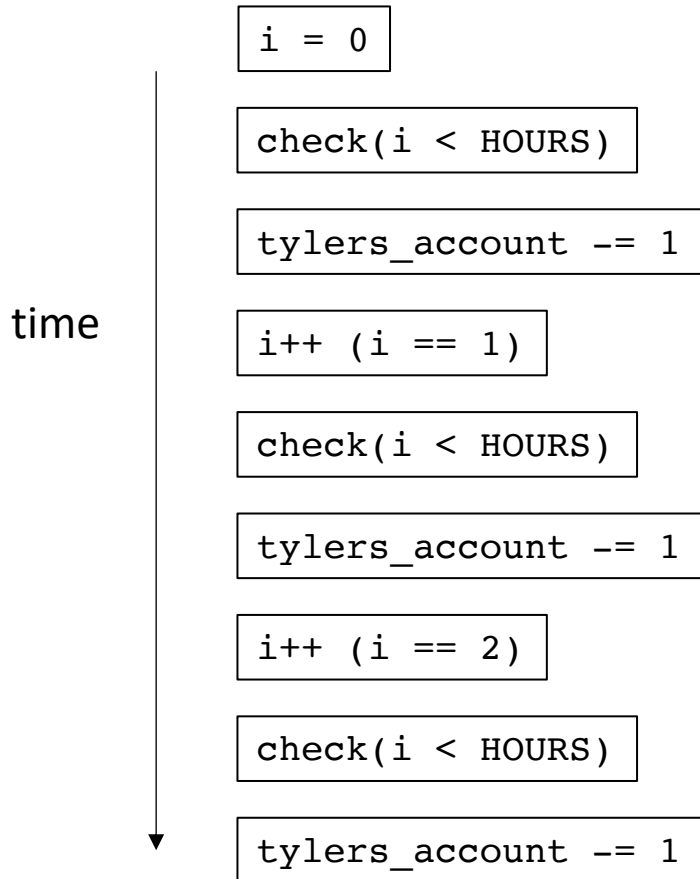 i = 0
check(i < HOURS)
tylers_account -= 1
time
i++ (i == 1)
check(i < HOURS)
tylers_account -= 1
i++ (i == 2)
check(i < HOURS)
tylers_account -= 1